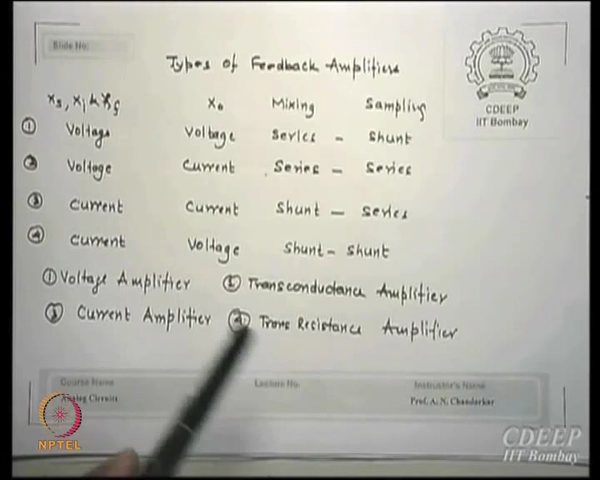 Slide No:
Types of Feedback Amplifiers
CDEEP
IIT Bombay
xs, xi & xf xo Mixing Sampling
① Voltage Voltage Series - Shunt
② Voltage Current Series - Series
③ Current Current Shunt - Series
④ Current Voltage Shunt - Shunt
① Voltage Amplifier ② Transconductance Amplifier
③ Current Amplifier ④ Trans Resistance Amplifier
Course Name Lecture No. Instructor's Name
Analog Circuits Prof. A. N. Chandorkar
NPTEL
CDEEP
IIT Bombay